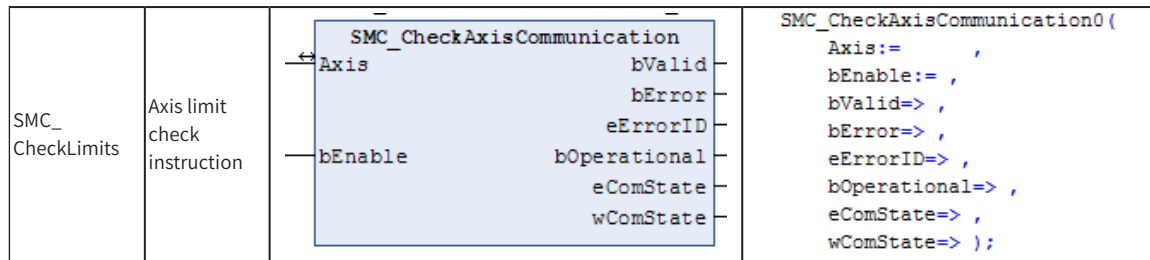 SMC_
CheckLimits
Axis limit
check
instruction
SMC_CheckAxisCommunication
Axis bValid
bError
eErrorID
bEnable bOperational
eComState
wComState
SMC_CheckAxisCommunication0(
Axis:= ,
bEnable:= ,
bValid=> ,
bError=> ,
eErrorID=> ,
bOperational=> ,
eComState=> ,
wComState=> );